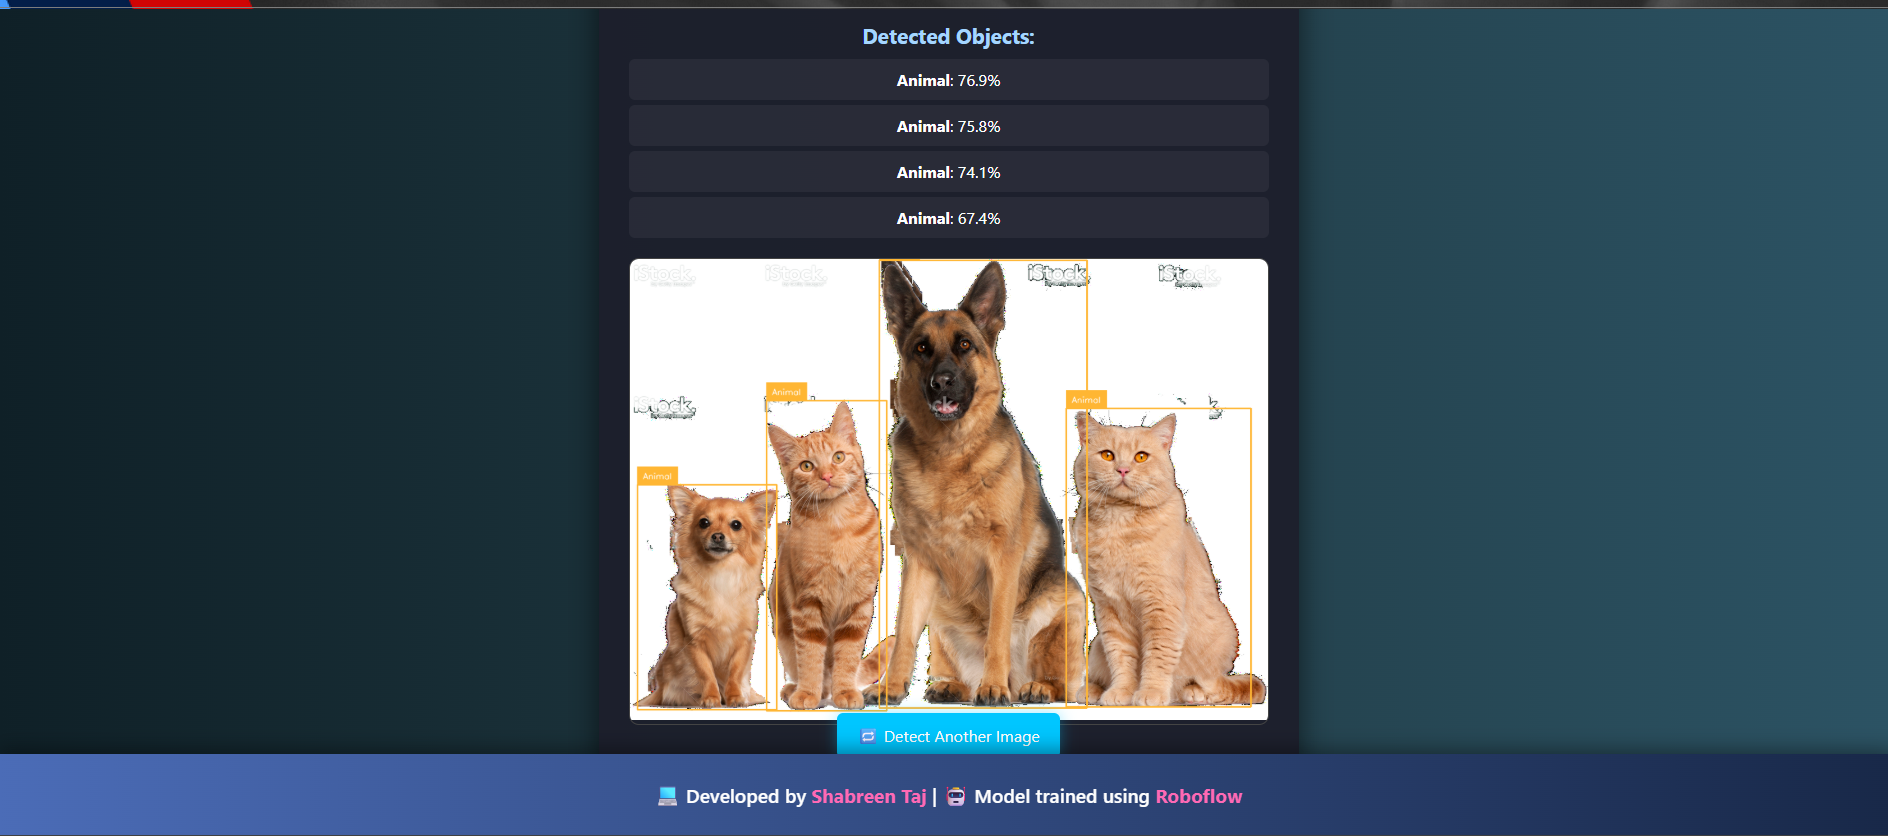 Detected Objects:
Animal: 76.9%
Animal: 75.8%
Animal: 74.1%
Animal: 67.4%
iStock. iStock. iStock. iStock.
Animal
Animal
iStock.
Animal
🔁 Detect Another Image
💻 Developed by Shabreen Taj | 🤖 Model trained using Roboflow